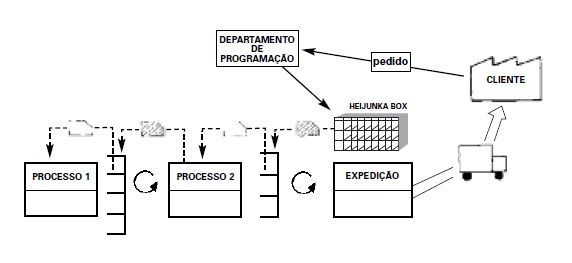 DEPARTAMENTO
DE
PROGRAMAÇÃO
pedido
CLIENTE
HEIJUNKA BOX
PROCESSO 1
PROCESSO 2
EXPEDIÇÃO